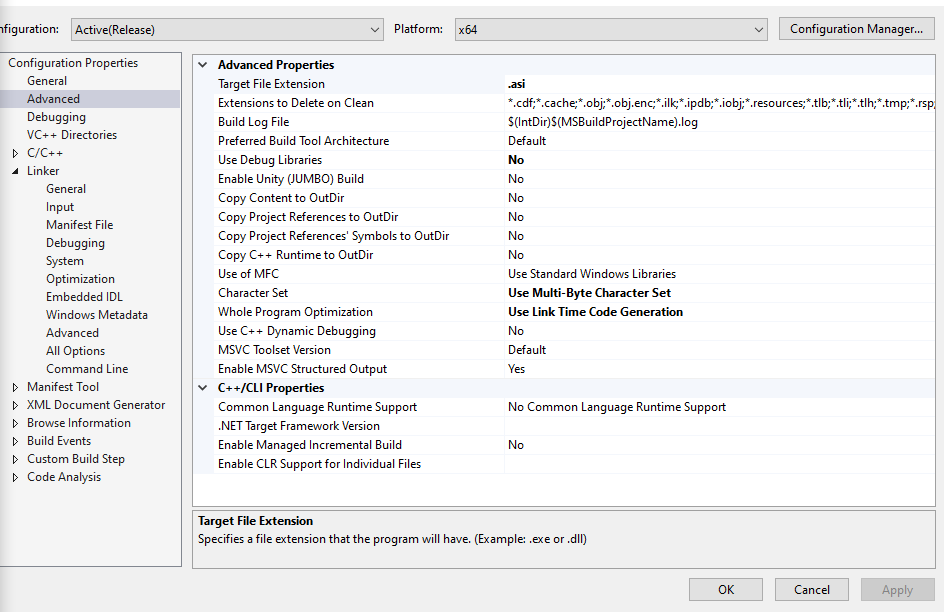 nfiguration: Active(Release) Platform: x64 Configuration Manager...
Configuration Properties
General
Advanced
Debugging
VC++ Directories
C/C++
Linker
General
Input
Manifest File
Debugging
System
Optimization
Embedded IDL
Windows Metadata
Advanced
All Options
Command Line
Manifest Tool
XML Document Generator
Browse Information
Build Events
Custom Build Step
Code Analysis
Advanced Properties
Target File Extension .asi
Extensions to Delete on Clean *.cdf;*.cache;*.obj;*.obj.enc;*.ilk;*.ipdb;*.iobj;*.resources;*.tlb;*.tli;*.tlh;*.tmp;*.rsp;
Build Log File $(IntDir)$(MSBuildProjectName).log
Preferred Build Tool Architecture Default
Use Debug Libraries No
Enable Unity (JUMBO) Build No
Copy Content to OutDir No
Copy Project References to OutDir No
Copy Project References' Symbols to OutDir No
Copy C++ Runtime to OutDir No
Use of MFC Use Standard Windows Libraries
Character Set Use Multi-Byte Character Set
Whole Program Optimization Use Link Time Code Generation
Use C++ Dynamic Debugging No
MSVC Toolset Version Default
Enable MSVC Structured Output Yes
C++/CLI Properties
Common Language Runtime Support No Common Language Runtime Support
.NET Target Framework Version
Enable Managed Incremental Build No
Enable CLR Support for Individual Files
Target File Extension
Specifies a file extension that the program will have. (Example: .exe or .dll)
OK Cancel Apply